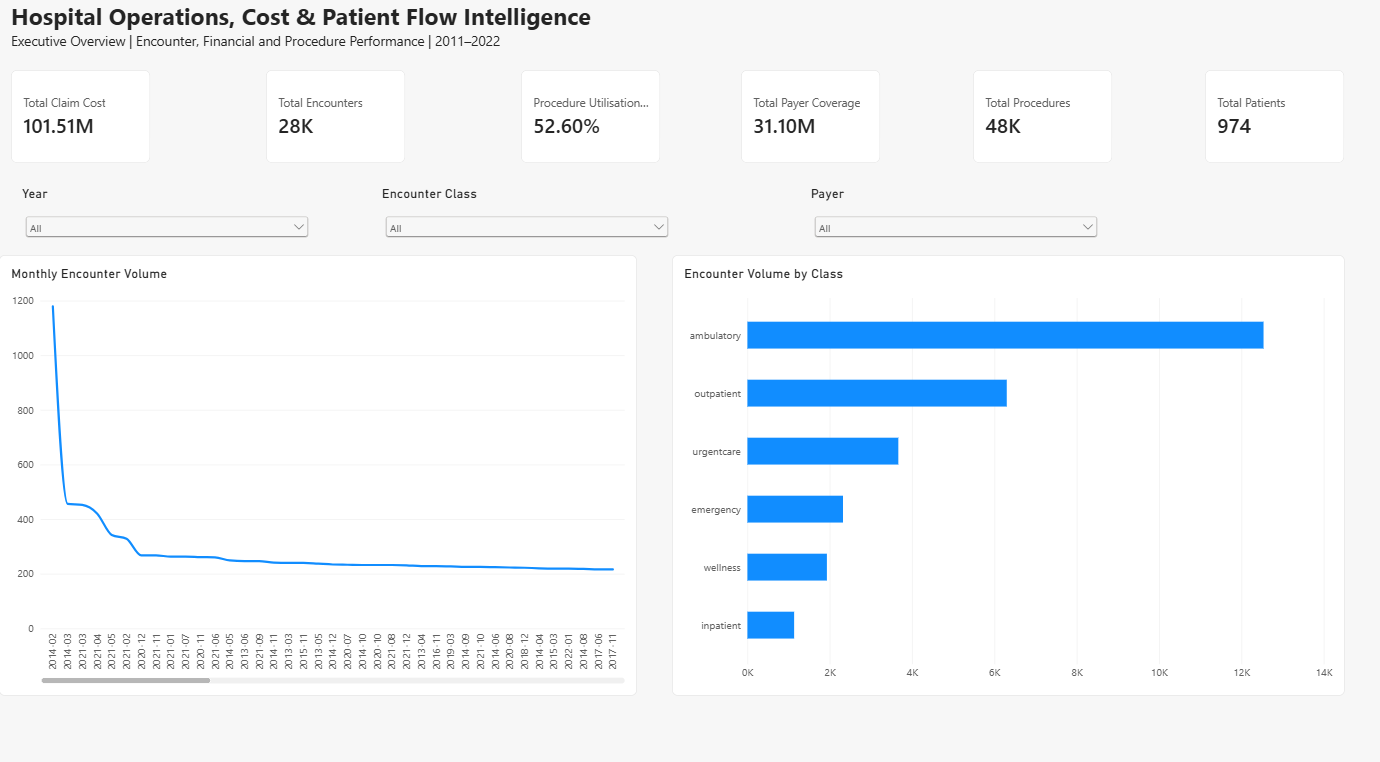 Hospital Operations, Cost & Patient Flow Intelligence
Executive Overview | Encounter, Financial and Procedure Performance | 2011–2022
Total Claim Cost
101.51M
Total Encounters
28K
Procedure Utilisation...
52.60%
Total Payer Coverage
31.10M
Total Procedures
48K
Total Patients
974
Year
All
Encounter Class
All
Payer
All
Monthly Encounter Volume
1200
1000
800
600
400
200
0
2014-02
2014-03
2021-03
2021-04
2021-05
2021-02
2020-12
2021-11
2021-01
2021-07
2020-11
2021-06
2014-05
2013-06
2021-09
2014-11
2013-03
2015-11
2013-05
2014-12
2020-07
2014-10
2020-10
2021-08
2021-12
2013-04
2016-11
2019-03
2014-09
2021-10
2014-06
2020-08
2018-12
2014-04
2015-03
2022-01
2014-08
2017-06
2017-11
Encounter Volume by Class
ambulatory
outpatient
urgentcare
emergency
wellness
inpatient
0K
2K
4K
6K
8K
10K
12K
14K